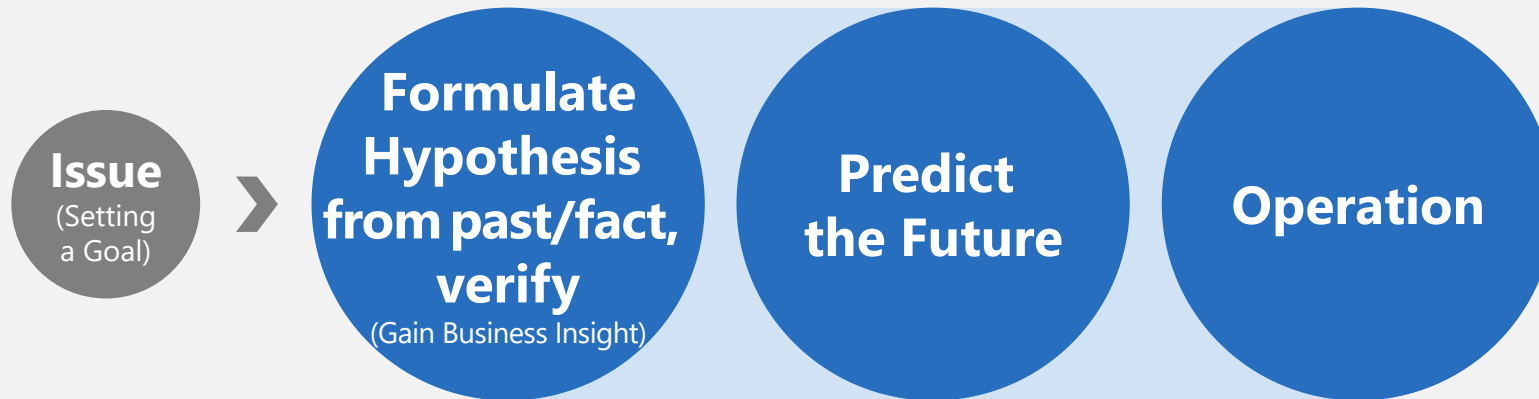 Issue
(Setting
a Goal)
Formulate
Hypothesis
from past/fact,
verify
(Gain Business Insight)
Predict
the Future
Operation